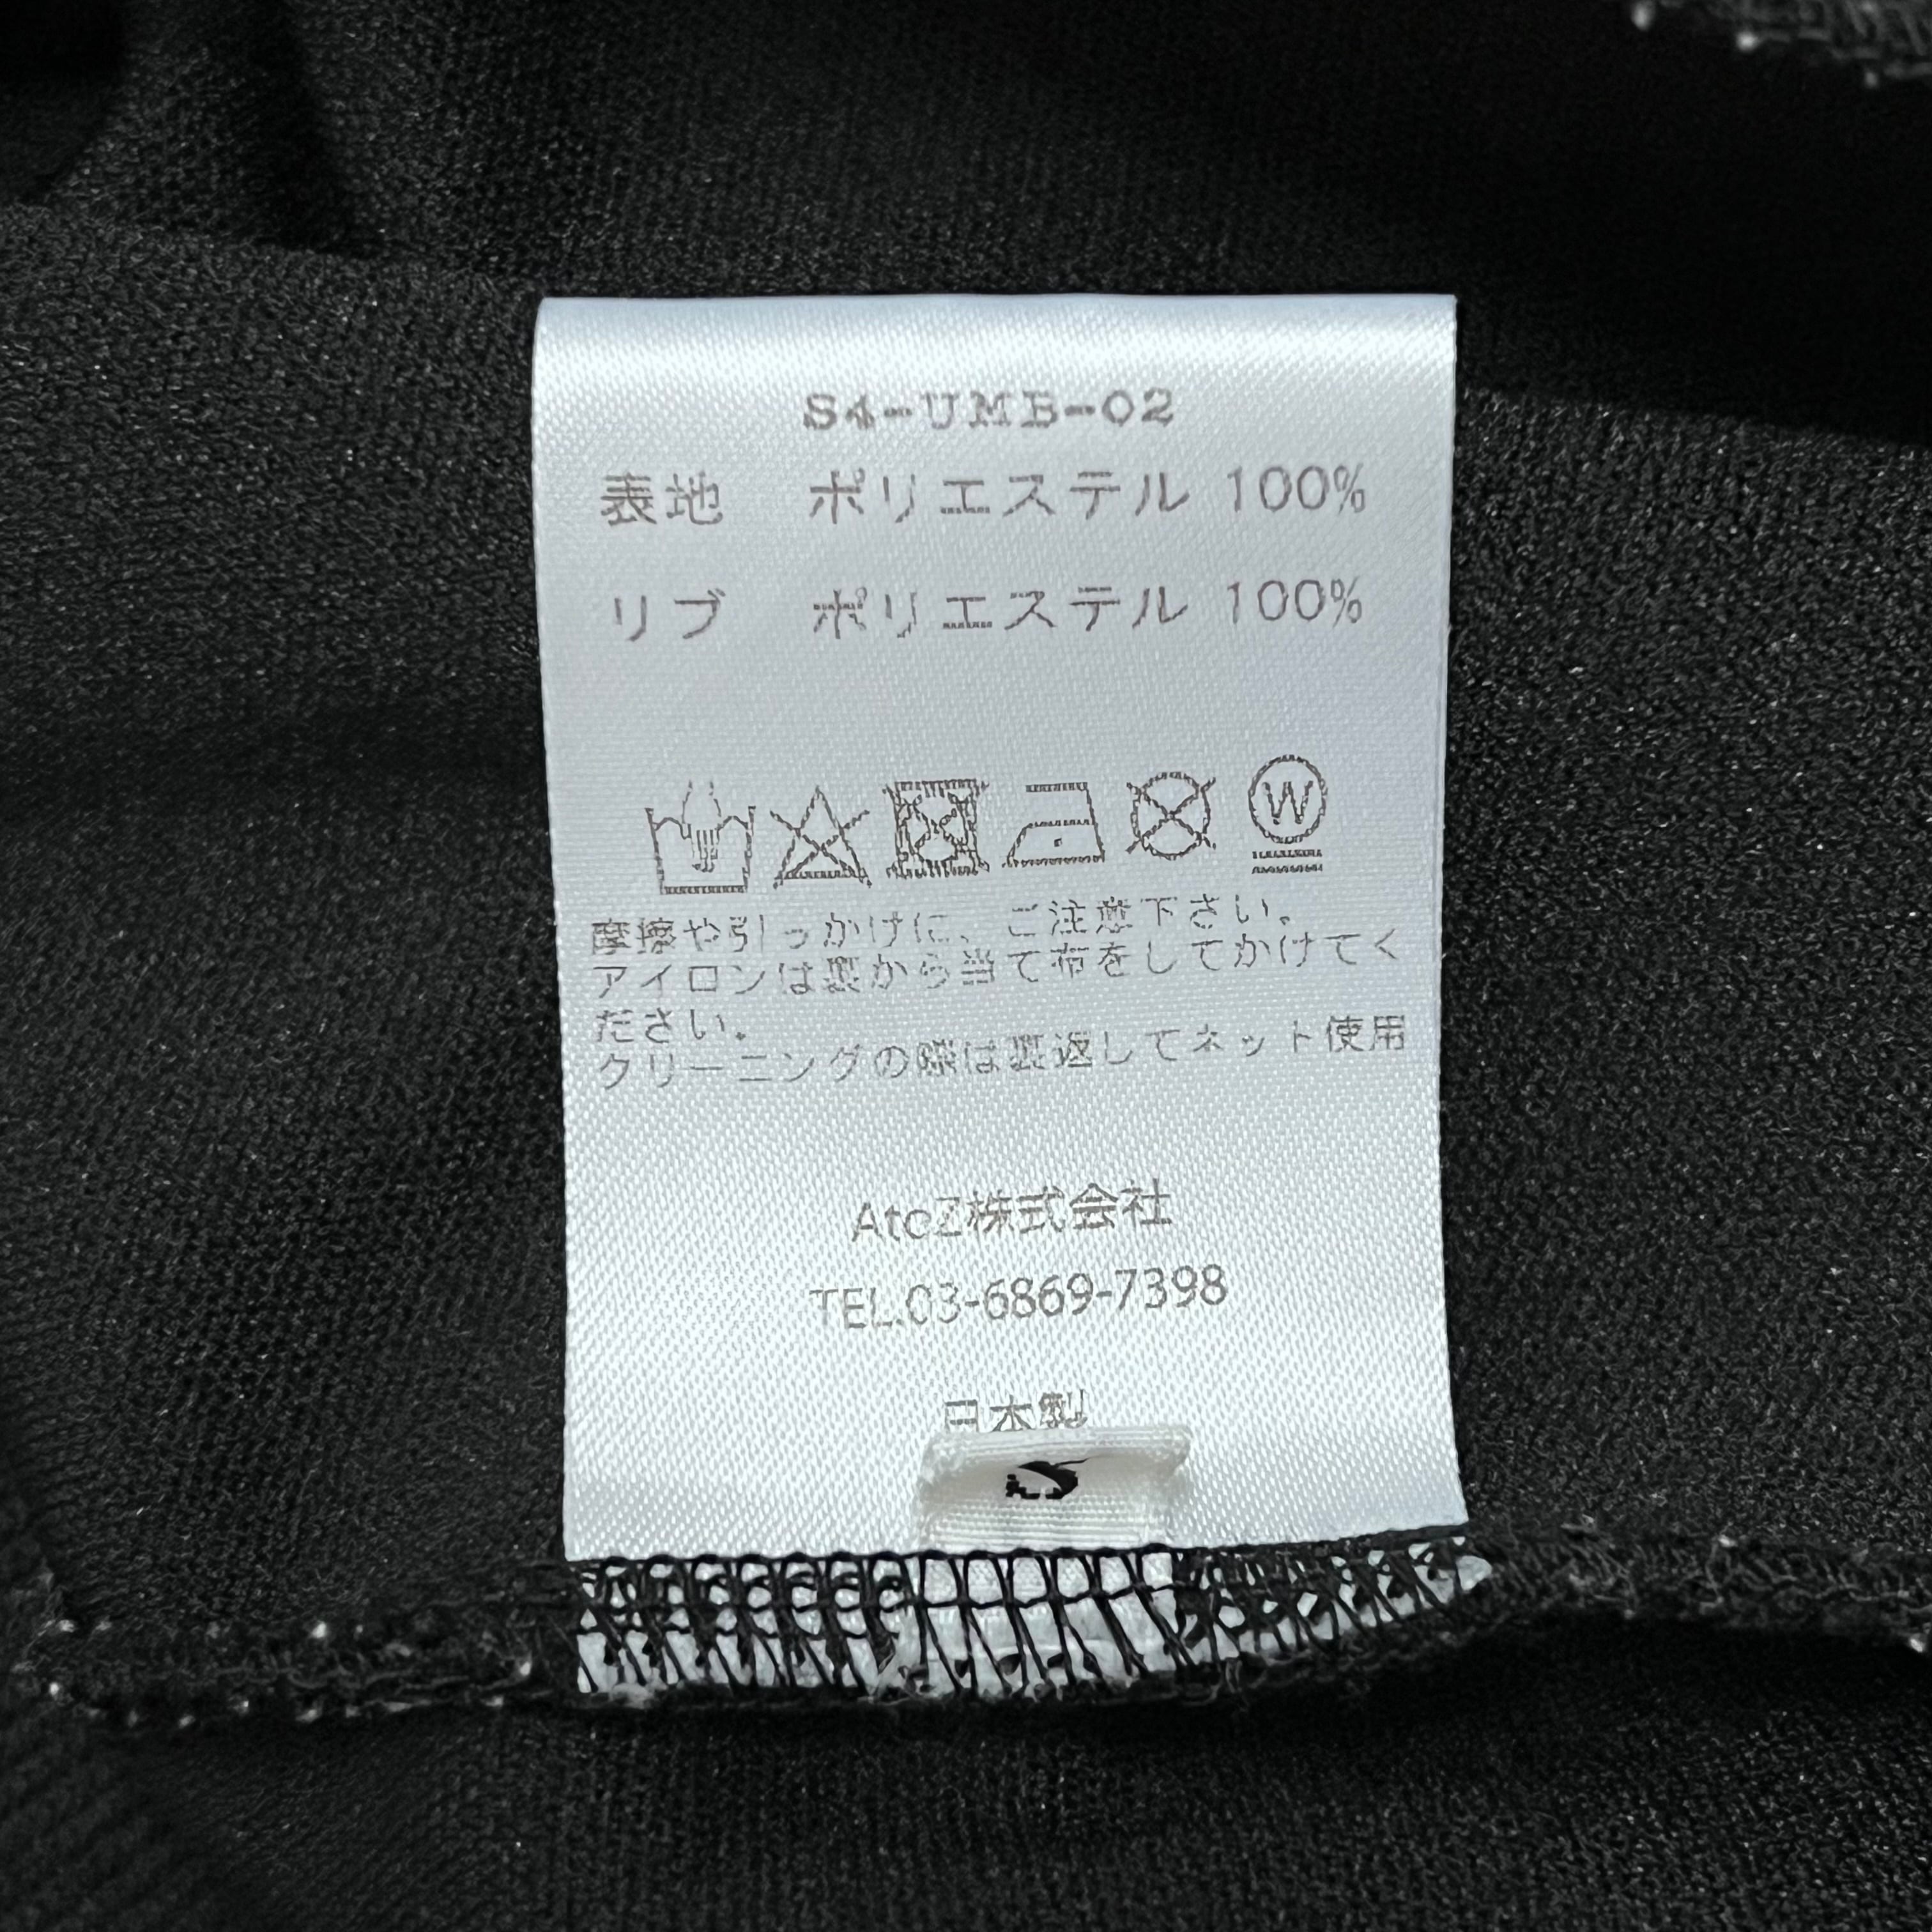 S4-UMB-02
表地 ポリエステル 100%
リブ ポリエステル 100%
W
摩擦や引っかけに、ご注意下さい。
アイロンは裏から当て布をしてかけてく
ださい。
クリーニングの際は裏返してネット使用
AtoZ株式会社
TEL.03-6869-7398
日本製
S